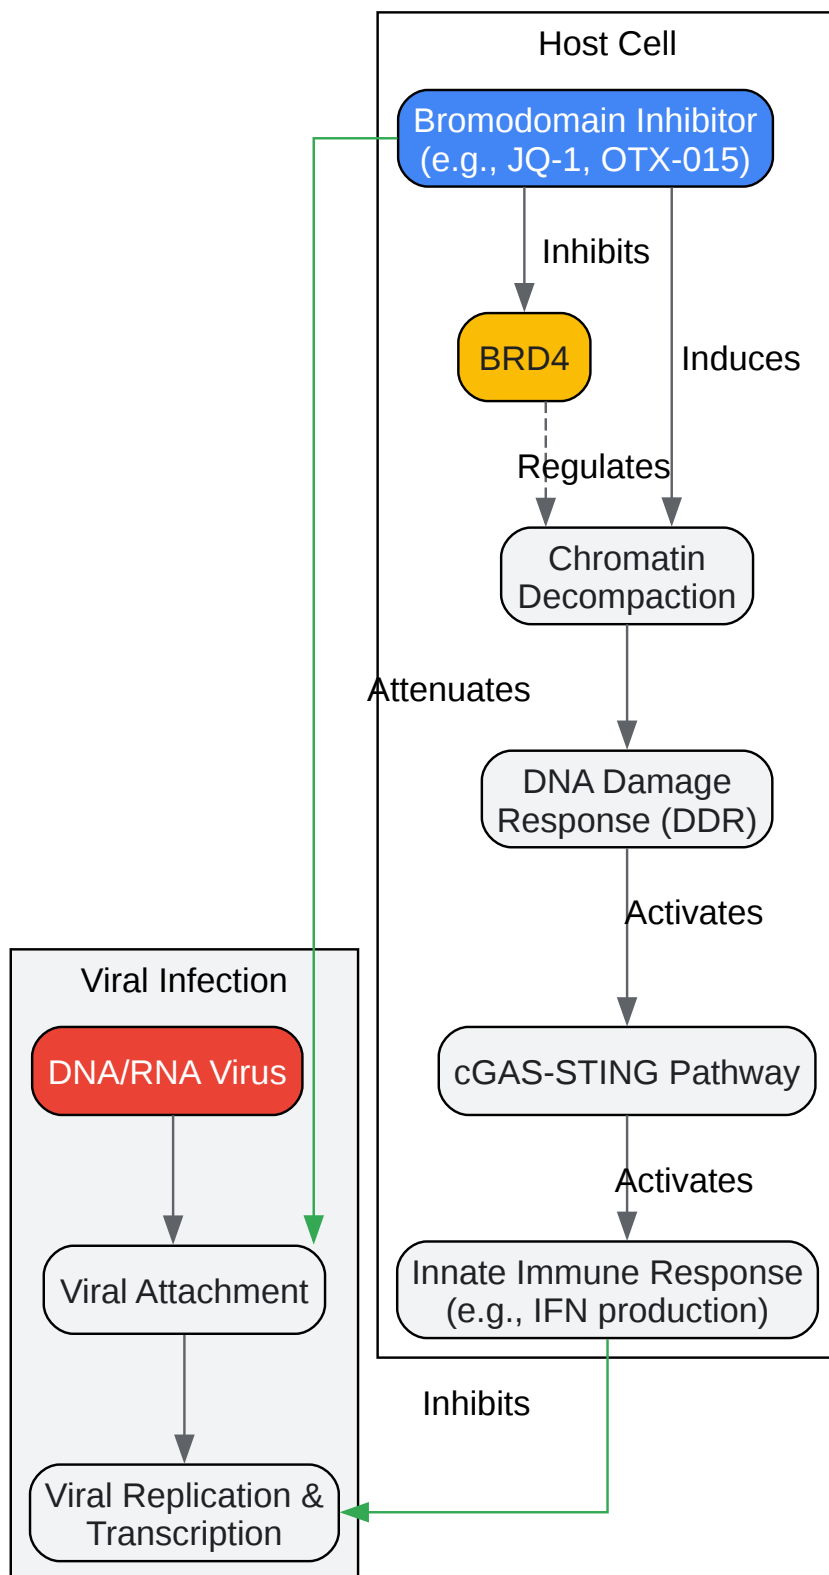 Host Cell
Bromodomain Inhibitor
(e.g., JQ-1, OTX-015)
Inhibits
BRD4
Induces
Regulates
Chromatin
Decompaction
Attenuates
DNA Damage
Response (DDR)
Activates
Viral Infection
DNA/RNA Virus
cGAS-STING Pathway
Activates
Viral Attachment
Innate Immune Response
(e.g., IFN production)
Inhibits
Viral Replication &
Transcription